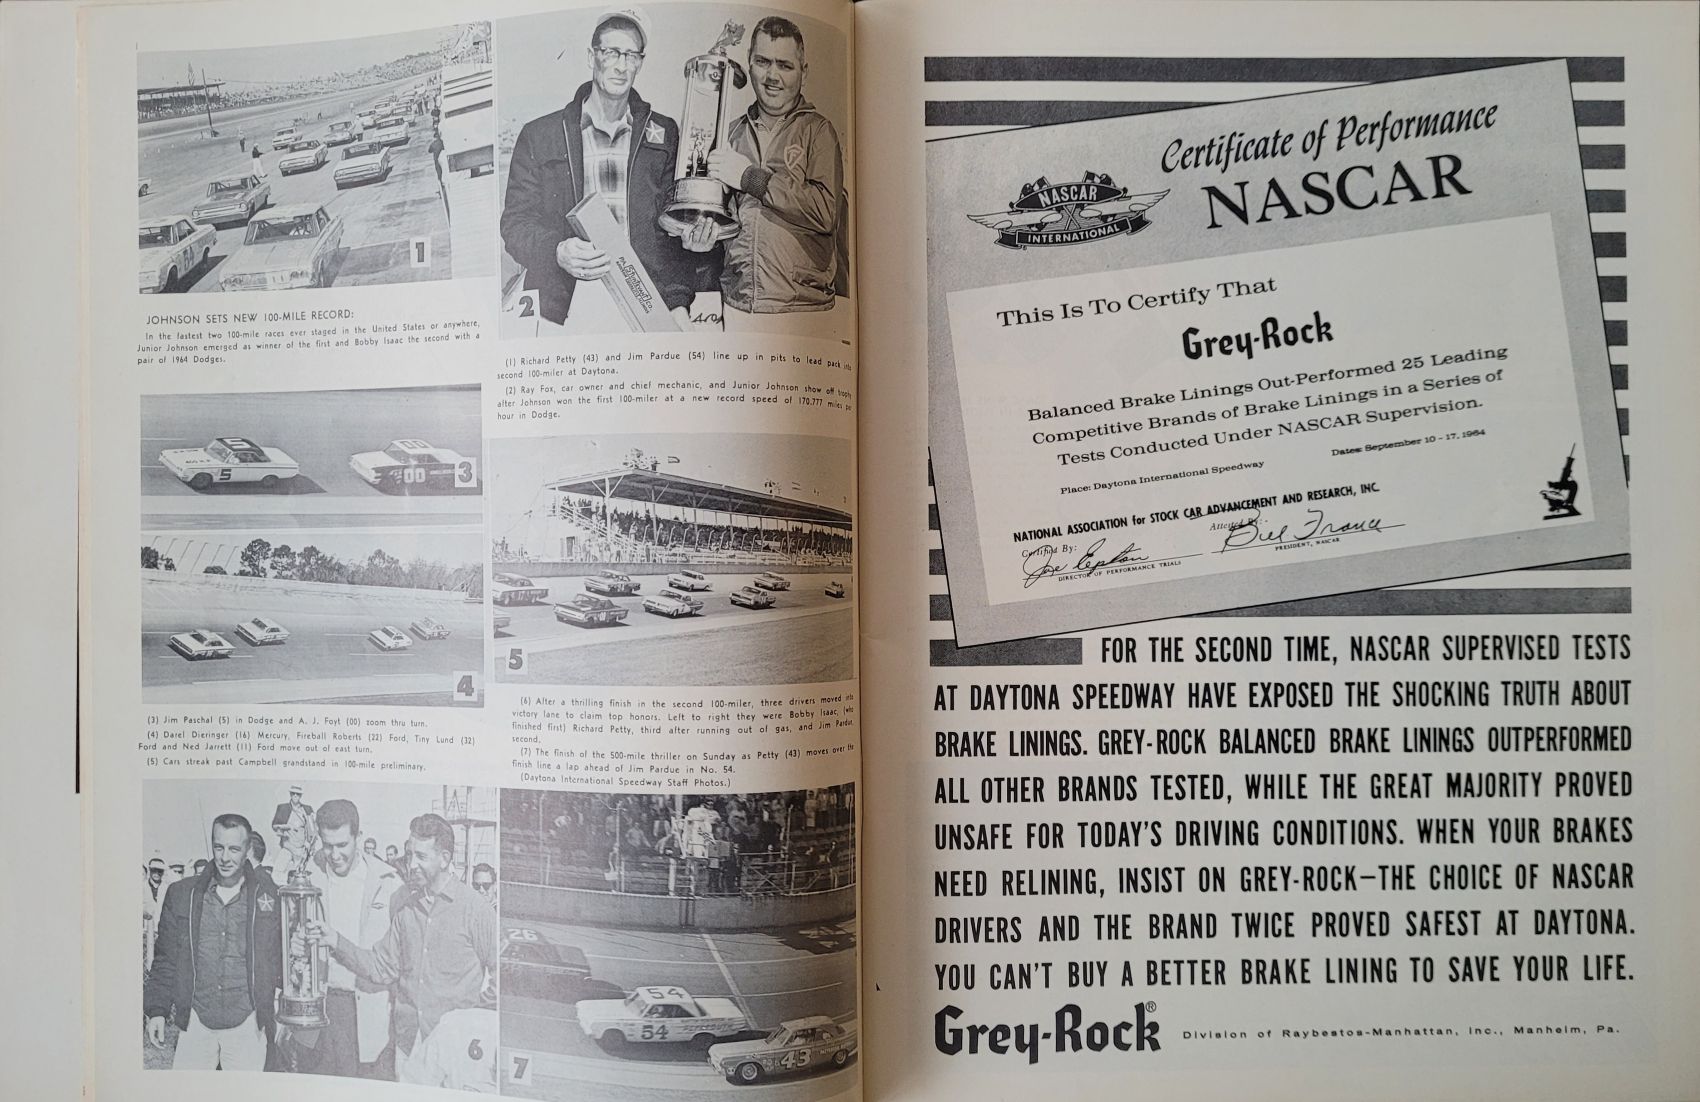 1
JOHNSON SETS NEW 100-MILE RECORD:
In the fastest two 100-mile races ever staged in the United States or anywhere,
Junior Johnson emerged as winner of the first and Bobby Isaac the second with a
pair of 1964 Dodges.
5
00
3
4
(3) Jim Paschal (5) in Dodge and A. J. Foyt (00) zoom thru turn.
(4) Darel Dieringer (16) Mercury, Fireball Roberts (22) Ford, Tiny Lund (32)
Ford and Ned Jarrett (11) Ford move out of east turn.
(5) Cars streak past Campbell grandstand in 100-mile preliminary.
6
2
(1) Richard Petty (43) and Jim Pardue (54) line up in pits to lead pack into
second 100-miler at Daytona.
(2) Ray Fox, car owner and chief mechanic, and Junior Johnson show off trophy
after Johnson won the first 100-miler at a new record speed of 170.777 miles per
hour in Dodge.
5
(6) After a thrilling finish in the second 100-miler, three drivers moved into
victory lane to claim top honors. Left to right they were Bobby Isaac, (who
finished first) Richard Petty, third after running out of gas, and Jim Pardue,
second.
(7) The finish of the 500-mile thriller on Sunday as Petty (43) moves over the
finish line a lap ahead of Jim Pardue in No. 54.
(Daytona International Speedway Staff Photos.)
26
54
54
PLYMOUTH
43
7
Certificate of Performance
NASCAR
NASCAR
INTERNATIONAL
This Is To Certify That
Grey-Rock
Balanced Brake Linings Out-Performed 25 Leading
Competitive Brands of Brake Linings in a Series of
Tests Conducted Under NASCAR Supervision.
Place: Daytona International Speedway
Dates: September 10 - 17, 1964
NATIONAL ASSOCIATION for STOCK CAR ADVANCEMENT AND RESEARCH, INC.
Certified By:
Attested By:
Joe Epton
Bill France
DIRECTOR OF PERFORMANCE TRIALS
PRESIDENT, NASCAR
FOR THE SECOND TIME, NASCAR SUPERVISED TESTS
AT DAYTONA SPEEDWAY HAVE EXPOSED THE SHOCKING TRUTH ABOUT
BRAKE LININGS. GREY-ROCK BALANCED BRAKE LININGS OUTPERFORMED
ALL OTHER BRANDS TESTED, WHILE THE GREAT MAJORITY PROVED
UNSAFE FOR TODAY'S DRIVING CONDITIONS. WHEN YOUR BRAKES
NEED RELINING, INSIST ON GREY-ROCK—THE CHOICE OF NASCAR
DRIVERS AND THE BRAND TWICE PROVED SAFEST AT DAYTONA.
YOU CAN'T BUY A BETTER BRAKE LINING TO SAVE YOUR LIFE.
Grey-Rock®
Division of Raybestos-Manhattan, Inc., Manheim, Pa.